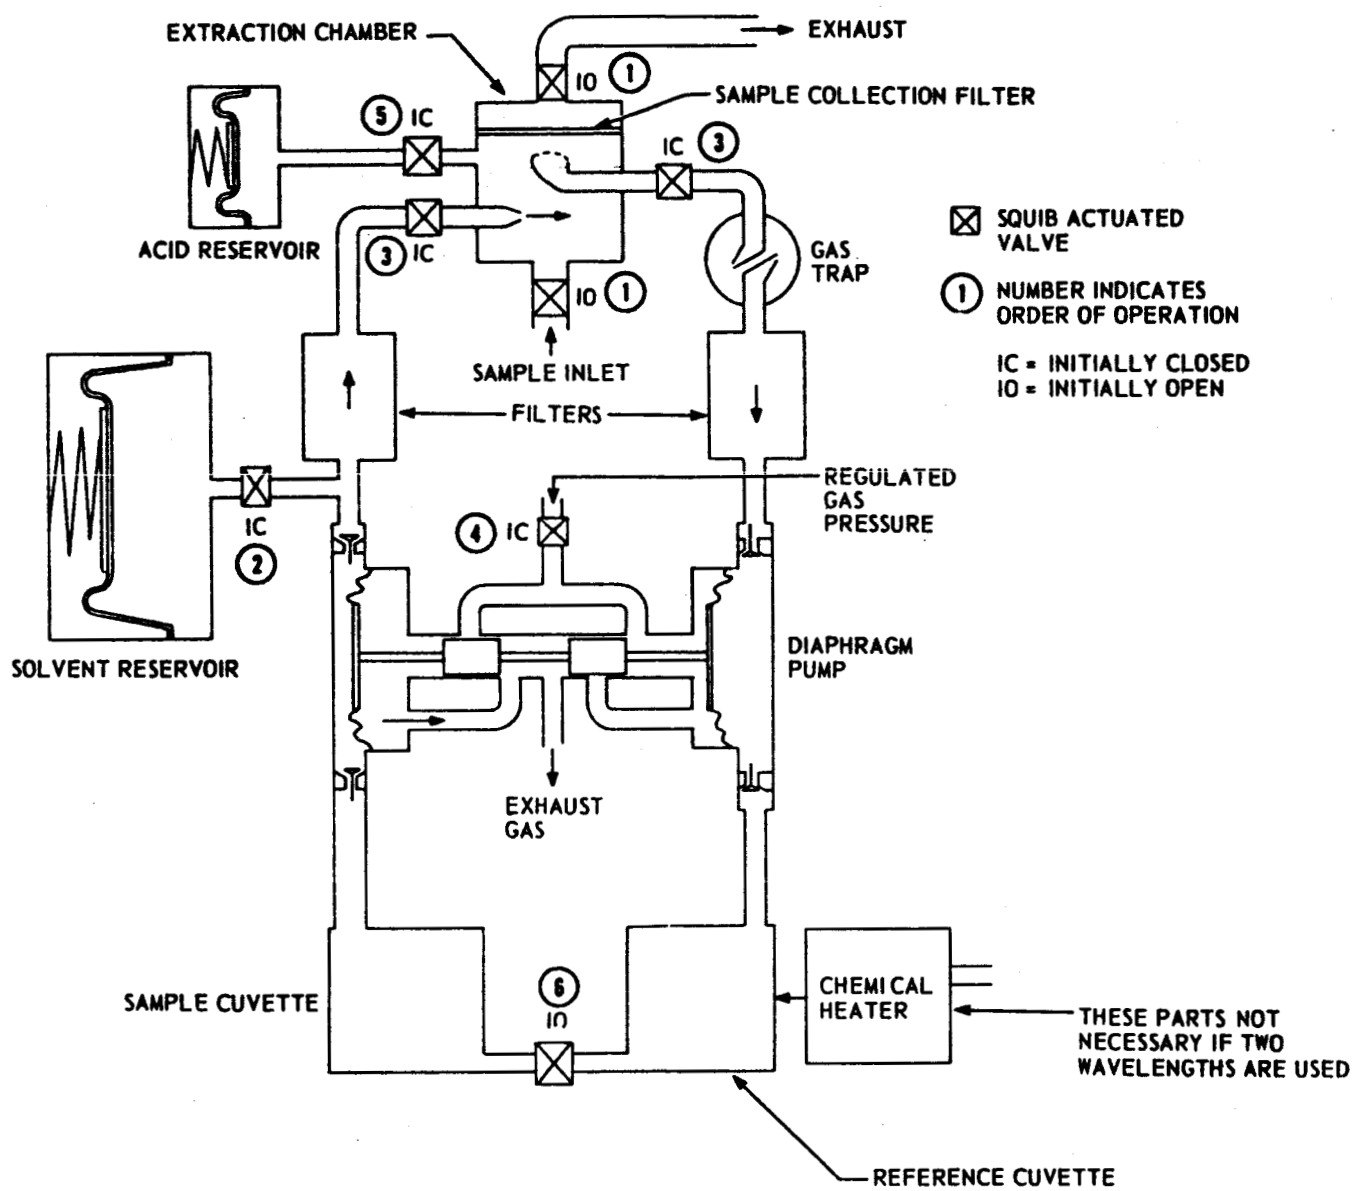 EXTRACTION CHAMBER
EXHAUST
IO
1
SAMPLE COLLECTION FILTER
5
IC
IC
3
ACID RESERVOIR
3
IC
GAS
TRAP
IO
1
SAMPLE INLET
SQUIB ACTUATED
VALVE
1
NUMBER INDICATES
ORDER OF OPERATION
IC = INITIALLY CLOSED
IO = INITIALLY OPEN
FILTERS
REGULATED
GAS
PRESSURE
IC
2
4
IC
SOLVENT RESERVOIR
DIAPHRAGM
PUMP
EXHAUST
GAS
SAMPLE CUVETTE
6
IO
CHEMICAL
HEATER
THESE PARTS NOT
NECESSARY IF TWO
WAVELENGTHS ARE USED
REFERENCE CUVETTE